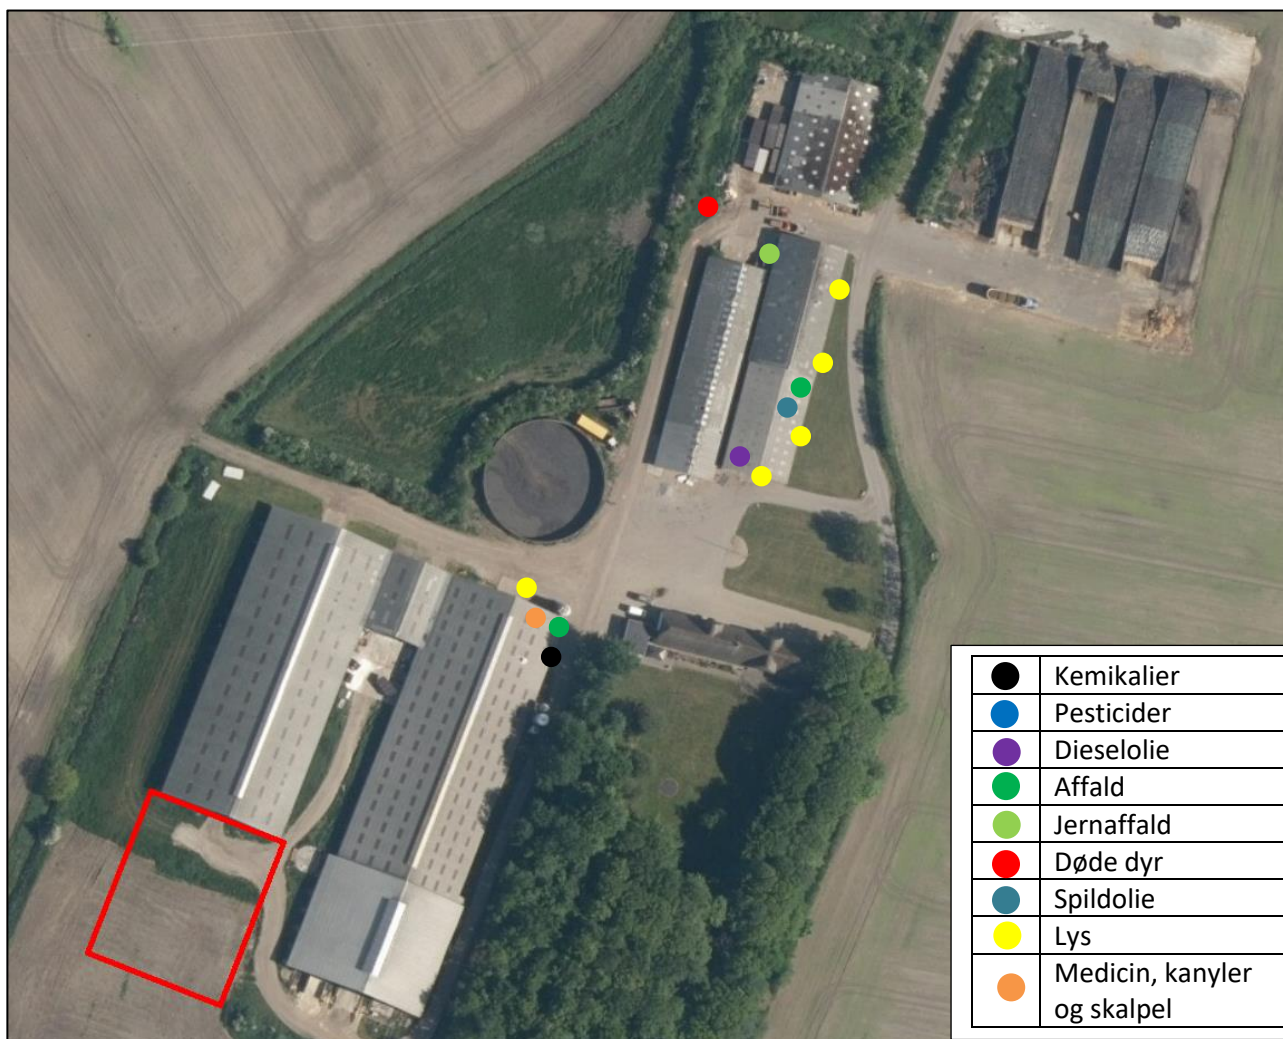 Kemikalier
Pesticider
Dieselolie
Affald
Jernaffald
Døde dyr
Spildolie
Lys
Medicin, kanyler
og skalpel